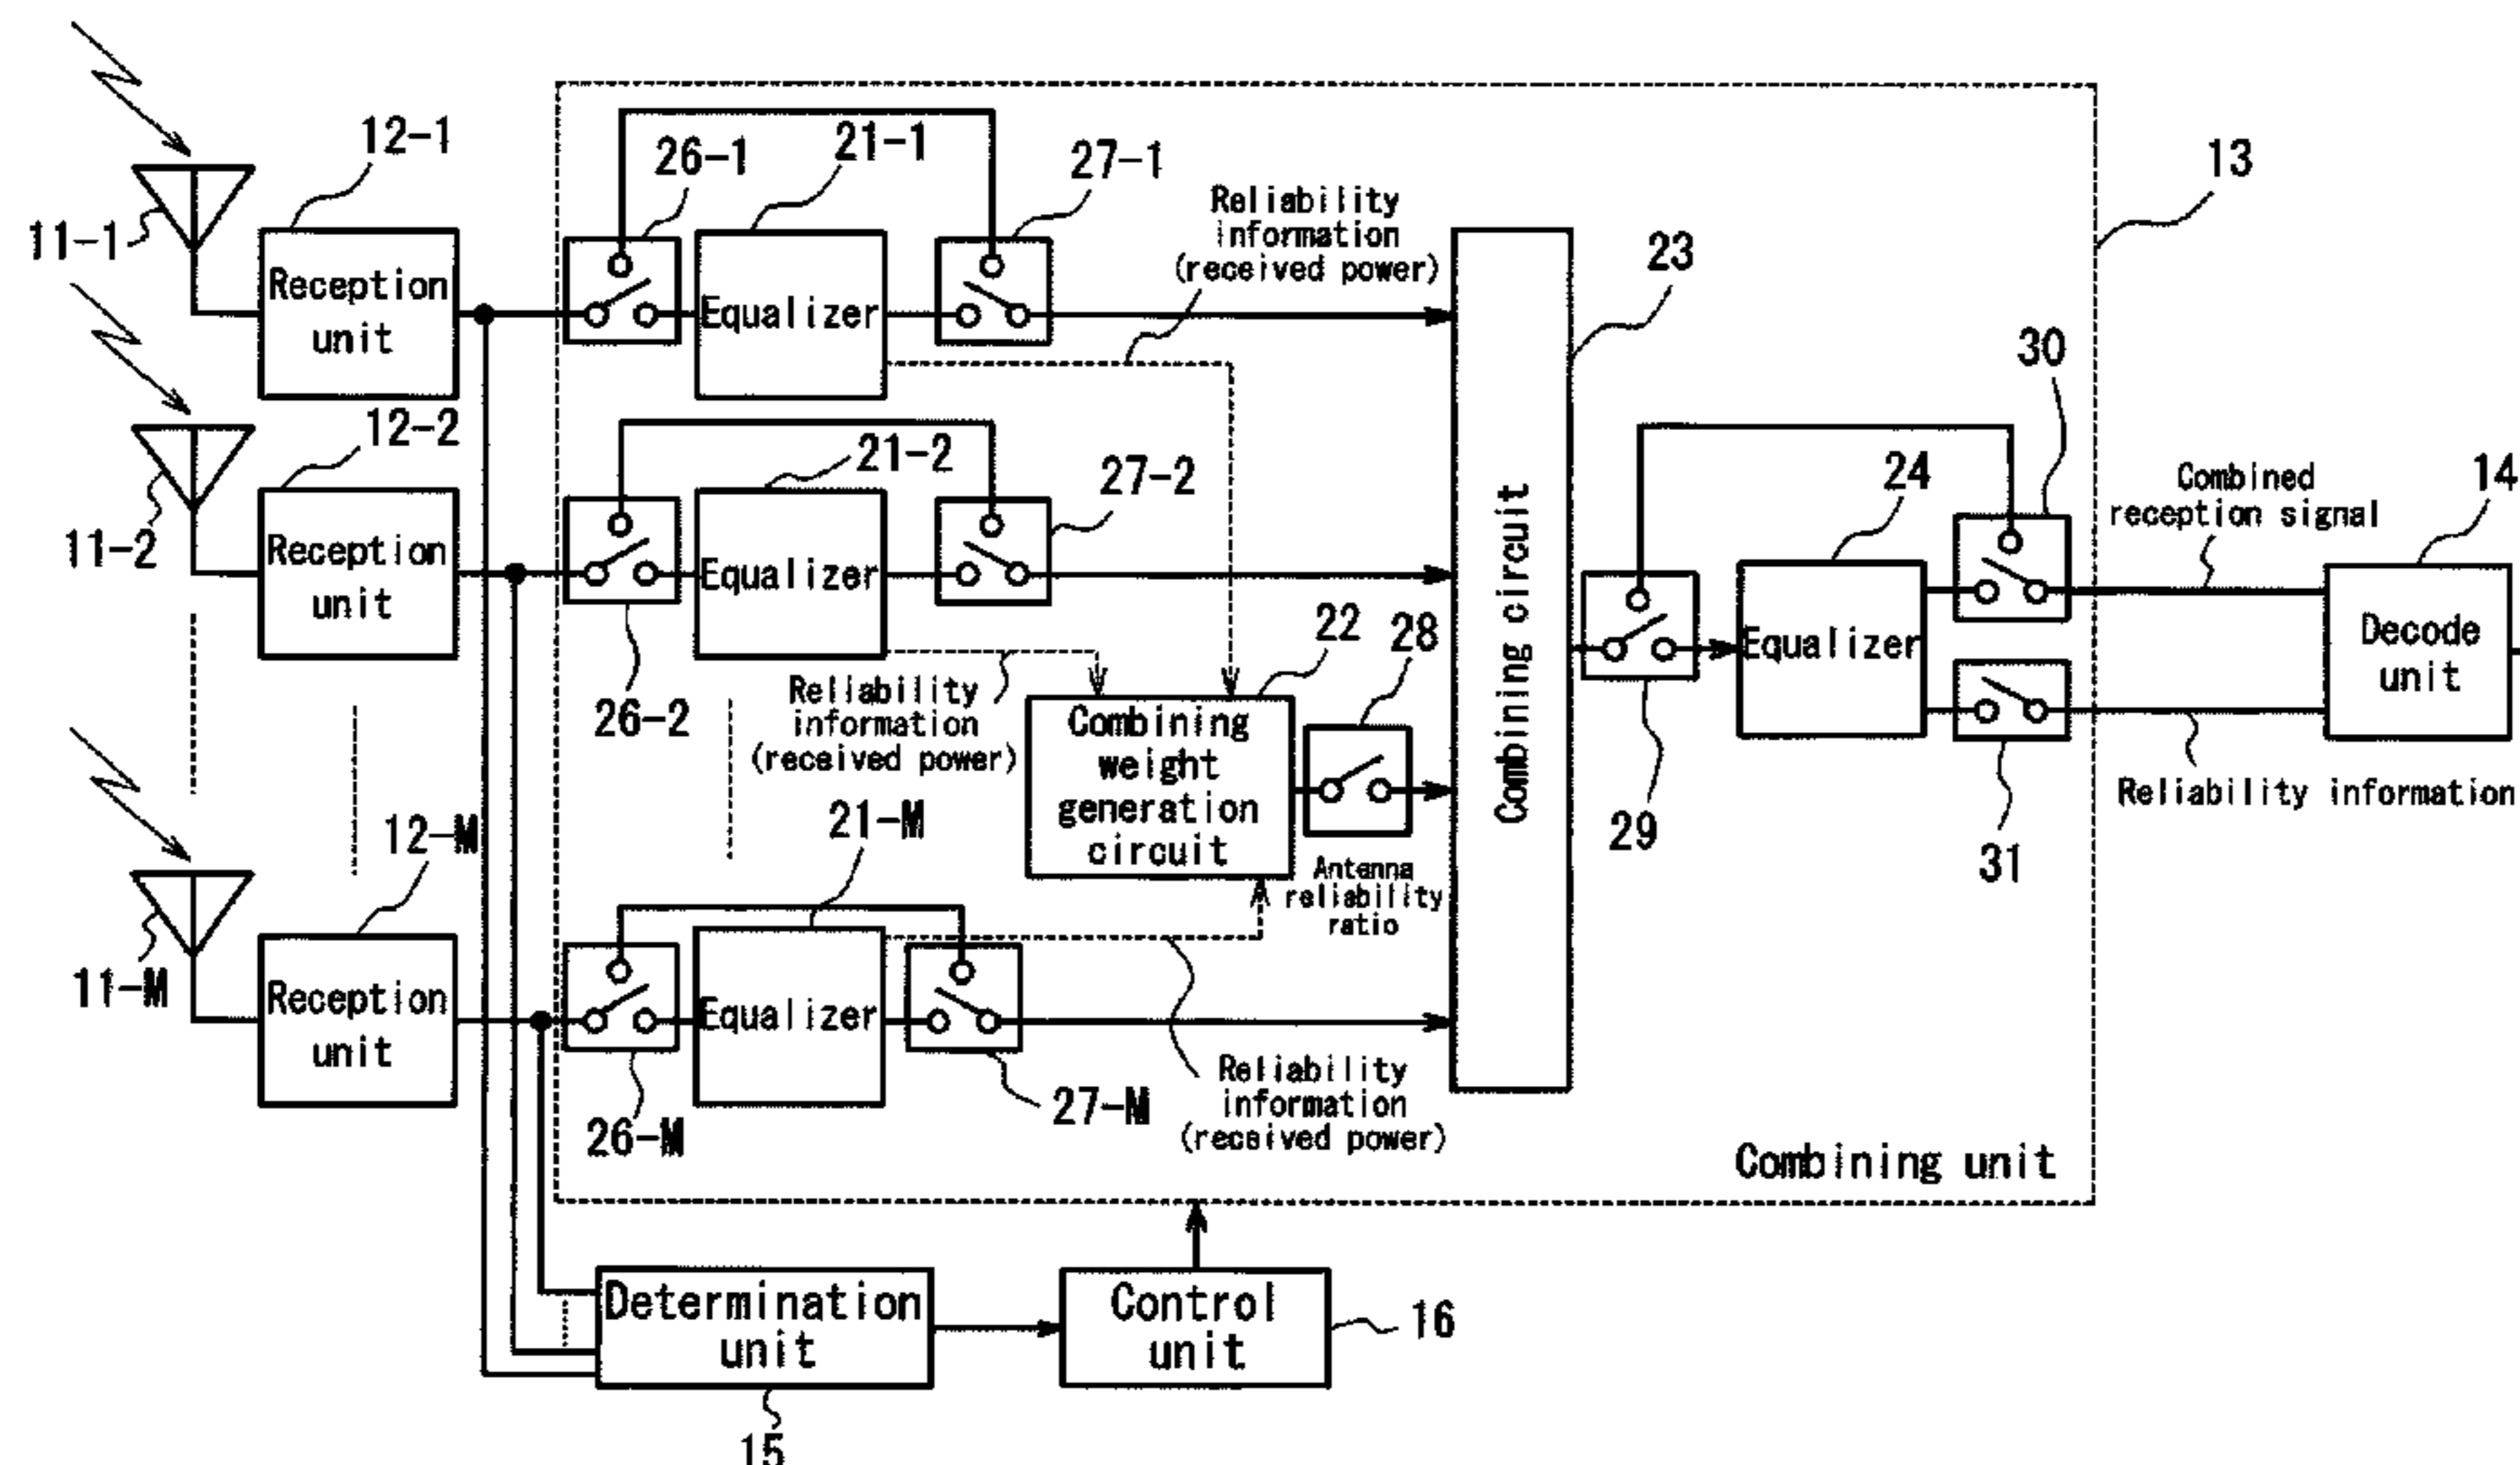 12-1
26-1
21-1
27-1
13
11-1
Reception
unit
Equalizer
Reliability
information
(received power)
23
30
12-2
21-2
27-2
24
Combined
reception signal
14
11-2
Reception
unit
Equalizer
26-2
Reliability
information
(received power)
22
28
Combining
weight
generation
circuit
Antenna
reliability
ratio
Combining circuit
29
Equalizer
31
Decode
unit
Reliability information
12-M
21-M
11-M
Reception
unit
Equalizer
26-M
27-M
Reliability
information
(received power)
Combining unit
Determination
unit
15
Control
unit
16